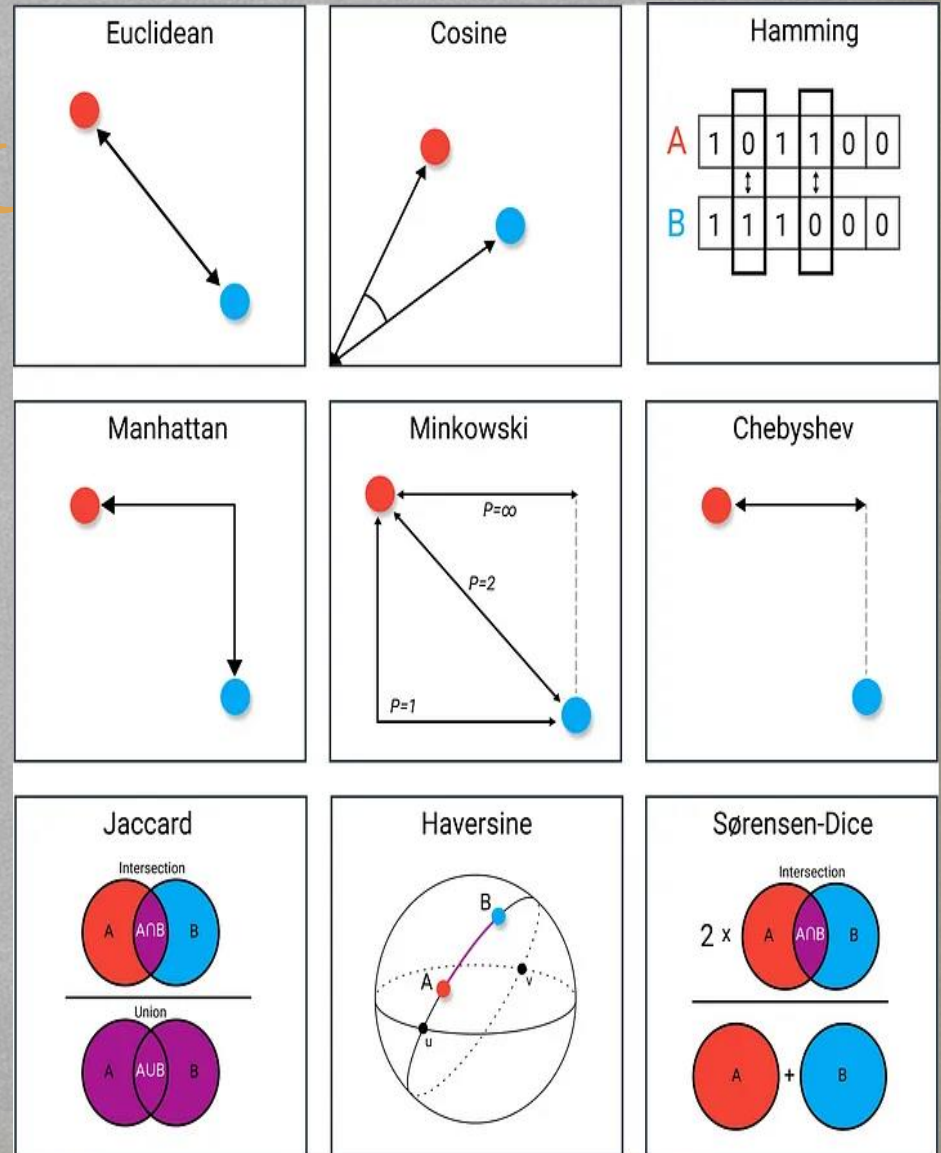 Euclidean
Cosine
Hamming
A 1 0 1 1 0 0
B 1 1 1 0 0 0
Manhattan
Minkowski
P=∞
P=2
P=1
Chebyshev
Jaccard
Intersection
A A∩B B
Union
A A∪B B
Haversine
B
A
v
u
Sørensen-Dice
Intersection
2 x A A∩B B
A + B